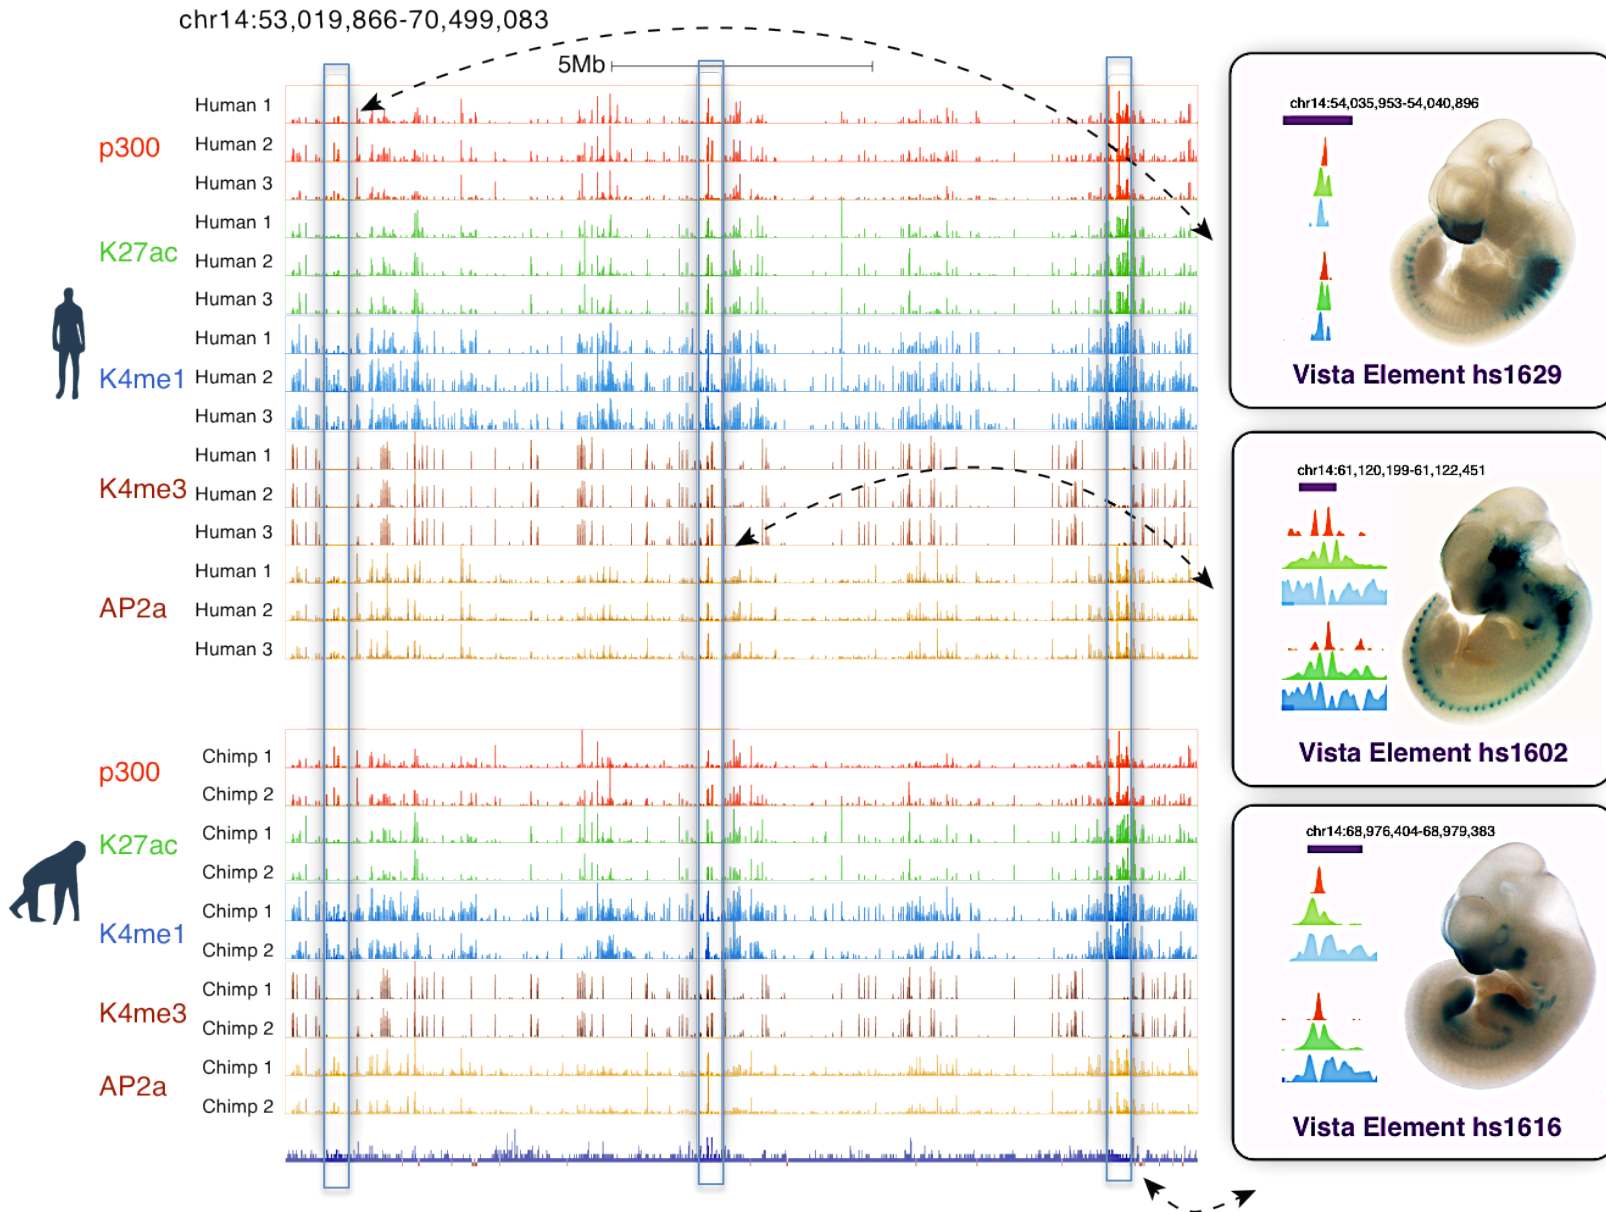 chr14:53,019,866-70,499,083
5Mb
p300
Human 1
Human 2
Human 3
K27ac
Human 1
Human 2
Human 3
K4me1
Human 1
Human 2
Human 3
K4me3
Human 1
Human 2
Human 3
AP2a
Human 1
Human 2
Human 3
p300
Chimp 1
Chimp 2
K27ac
Chimp 1
Chimp 2
K4me1
Chimp 1
Chimp 2
K4me3
Chimp 1
Chimp 2
AP2a
Chimp 1
Chimp 2
chr14:54,035,953-54,040,896
Vista Element hs1629
chr14:61,120,199-61,122,451
Vista Element hs1602
chr14:68,976,404-68,979,383
Vista Element hs1616